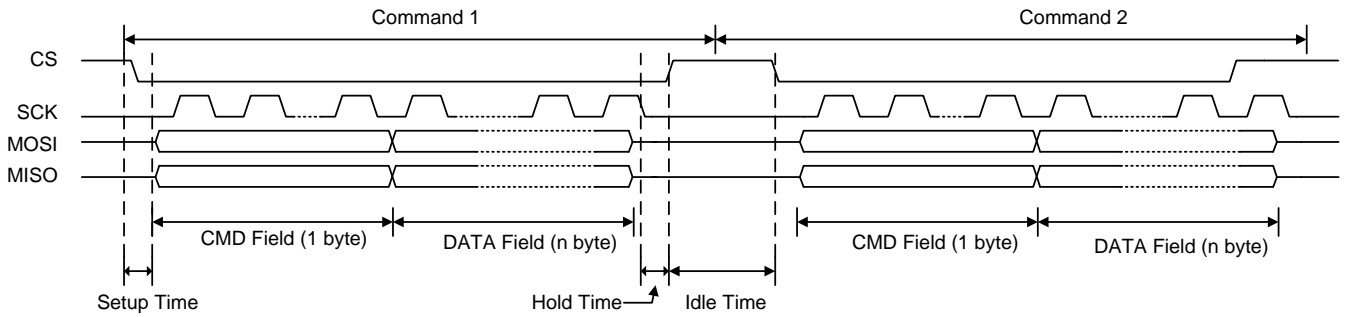 Command 1
Command 2
CS
SCK
MOSI
MISO
CMD Field (1 byte)
DATA Field (n byte)
CMD Field (1 byte)
DATA Field (n byte)
Setup Time
Hold Time
Idle Time